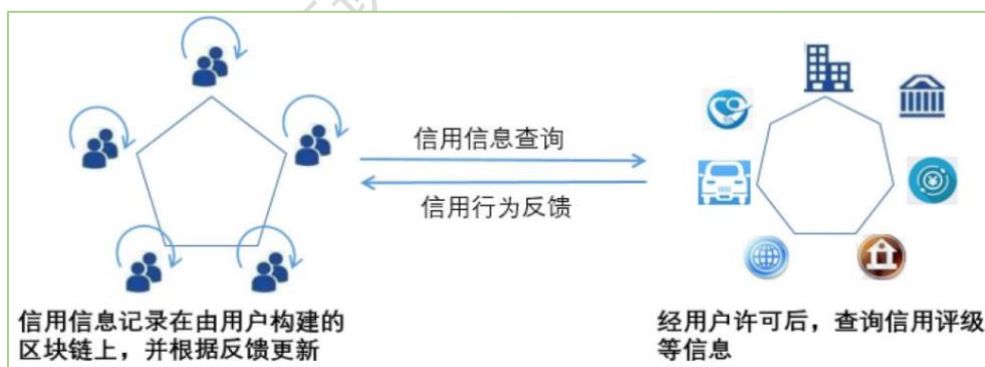 信用信息查询
信用行为反馈
信用信息记录在由用户构建的
区块链上，并根据反馈更新
经用户许可后，查询信用评级
等信息